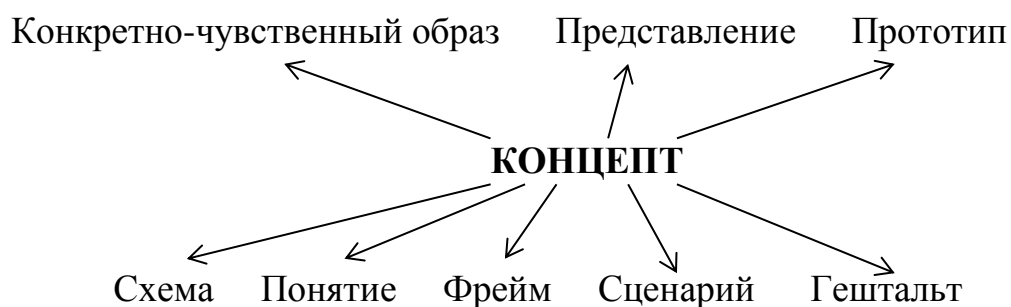 Конкретно-чувственный образ Представление Прототип
КОНЦЕПТ
Схема Понятие Фрейм Сценарий Гештальт